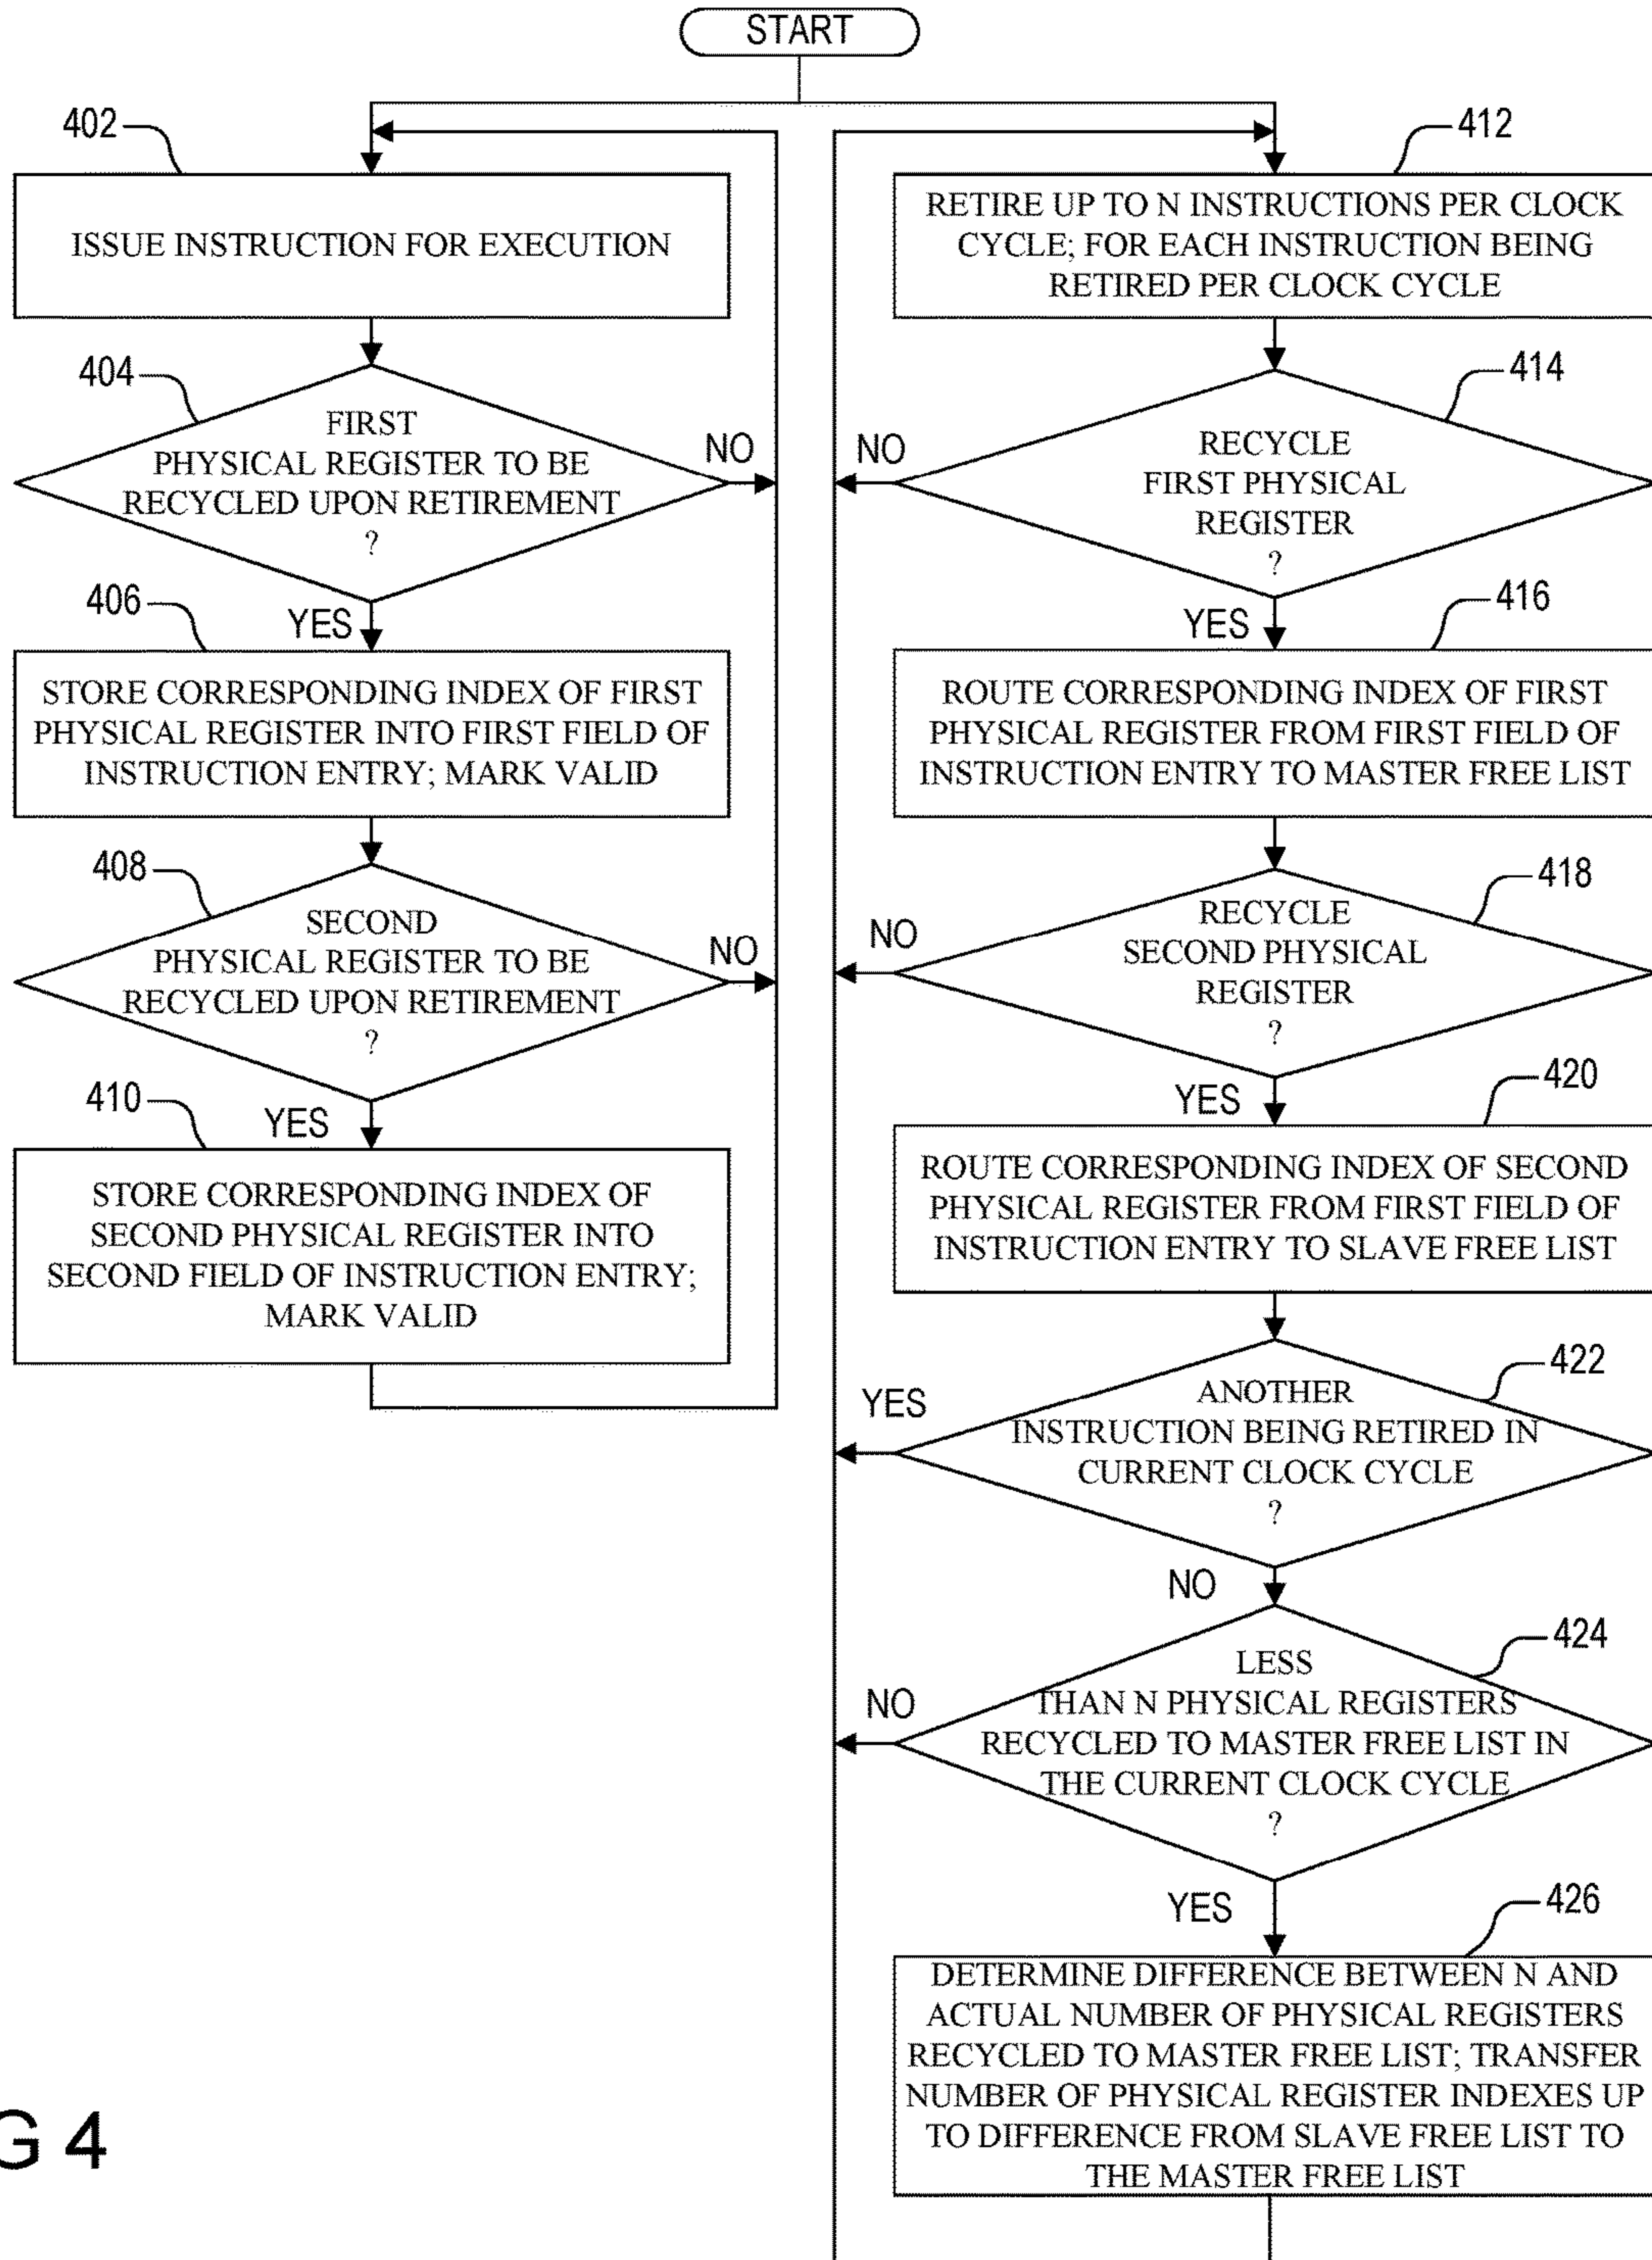 START
402
ISSUE INSTRUCTION FOR EXECUTION
404
FIRST
PHYSICAL REGISTER TO BE
RECYCLED UPON RETIREMENT
?
NO
YES
406
STORE CORRESPONDING INDEX OF FIRST
PHYSICAL REGISTER INTO FIRST FIELD OF
INSTRUCTION ENTRY; MARK VALID
408
SECOND
PHYSICAL REGISTER TO BE
RECYCLED UPON RETIREMENT
?
NO
YES
410
STORE CORRESPONDING INDEX OF
SECOND PHYSICAL REGISTER INTO
SECOND FIELD OF INSTRUCTION ENTRY;
MARK VALID
412
RETIRE UP TO N INSTRUCTIONS PER CLOCK
CYCLE; FOR EACH INSTRUCTION BEING
RETIRED PER CLOCK CYCLE
414
RECYCLE
FIRST PHYSICAL
REGISTER
?
NO
YES
416
ROUTE CORRESPONDING INDEX OF FIRST
PHYSICAL REGISTER FROM FIRST FIELD OF
INSTRUCTION ENTRY TO MASTER FREE LIST
418
RECYCLE
SECOND PHYSICAL
REGISTER
?
NO
YES
420
ROUTE CORRESPONDING INDEX OF SECOND
PHYSICAL REGISTER FROM FIRST FIELD OF
INSTRUCTION ENTRY TO SLAVE FREE LIST
422
ANOTHER
INSTRUCTION BEING RETIRED IN
CURRENT CLOCK CYCLE
?
YES
NO
424
LESS
THAN N PHYSICAL REGISTERS
RECYCLED TO MASTER FREE LIST IN
THE CURRENT CLOCK CYCLE
?
NO
YES
426
DETERMINE DIFFERENCE BETWEEN N AND
ACTUAL NUMBER OF PHYSICAL REGISTERS
RECYCLED TO MASTER FREE LIST; TRANSFER
NUMBER OF PHYSICAL REGISTER INDEXES UP
TO DIFFERENCE FROM SLAVE FREE LIST TO
THE MASTER FREE LIST
G 4